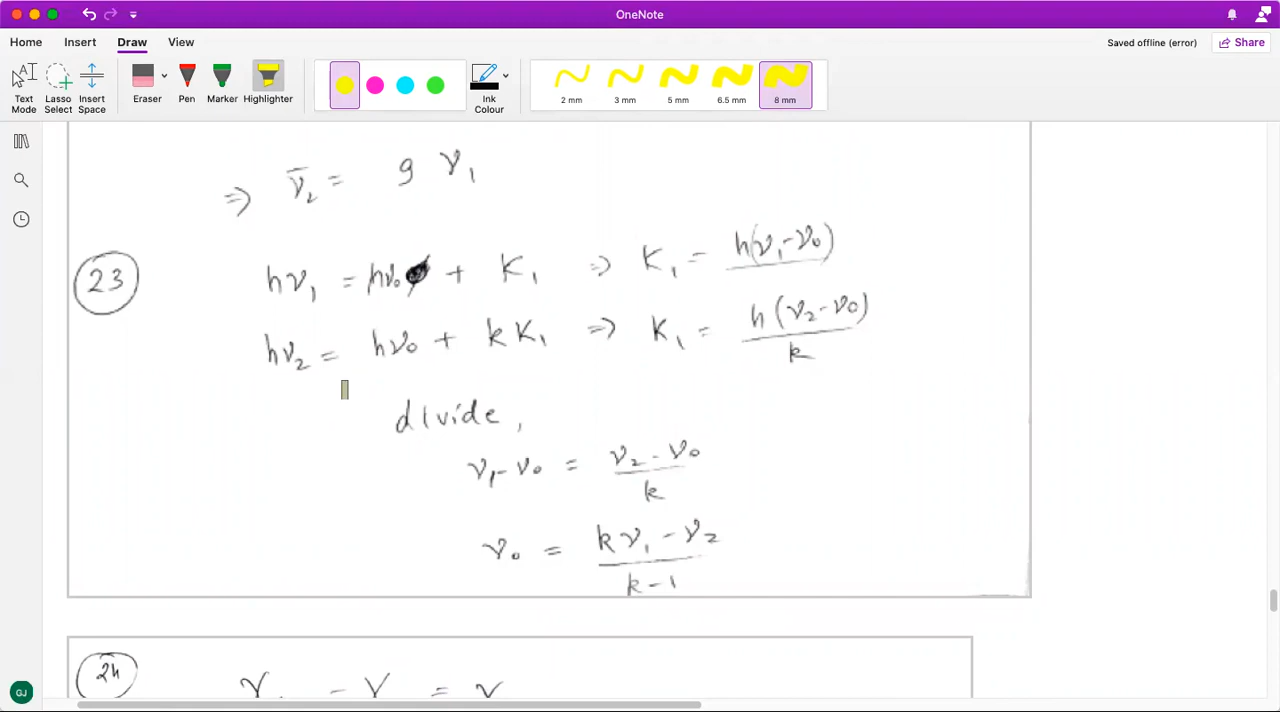 OneNote
Home Insert Draw View
Saved offline (error) Share
Text Mode Lasso Select Insert Space Eraser Pen Marker Highlighter Ink Colour 2 mm 3 mm 5 mm 6.5 mm 8 mm
⇒ ν̅₂ = 9 ν₁
23 hν₁ = hν₀ + K₁ ⇒ K₁ = h(ν₁-ν₀)
hν₂ = hν₀ + kK₁ ⇒ K₁ = h(ν₂-ν₀)/k
divide,
ν₁-ν₀ = (ν₂-ν₀)/k
ν₀ = (kν₁-ν₂)/(k-1)
24
GJ